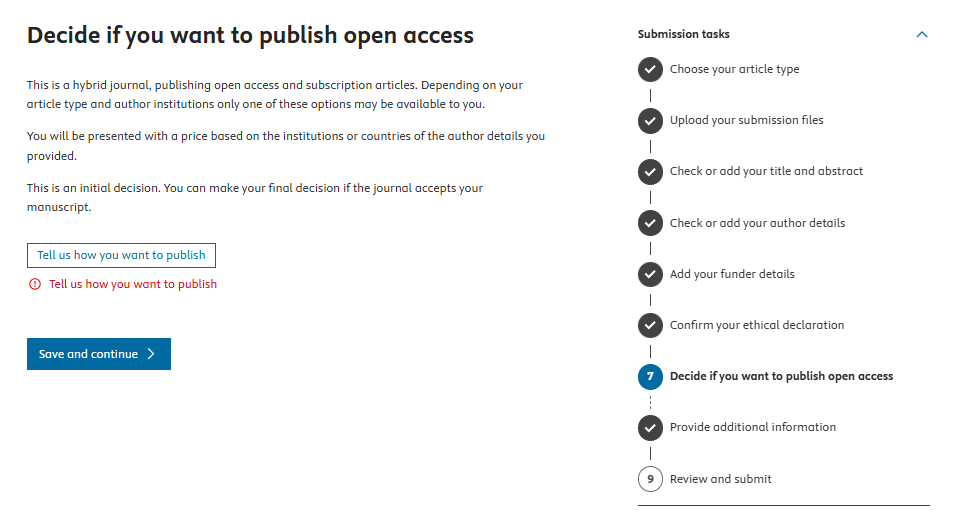 Decide if you want to publish open access
This is a hybrid journal, publishing open access and subscription articles. Depending on your
article type and author institutions only one of these options may be available to you.
You will be presented with a price based on the institutions or countries of the author details you
provided.
This is an initial decision. You can make your final decision if the journal accepts your
manuscript.
Tell us how you want to publish
Tell us how you want to publish
Save and continue
Submission tasks
Choose your article type
Upload your submission files
Check or add your title and abstract
Check or add your author details
Add your funder details
Confirm your ethical declaration
7 Decide if you want to publish open access
Provide additional information
9 Review and submit